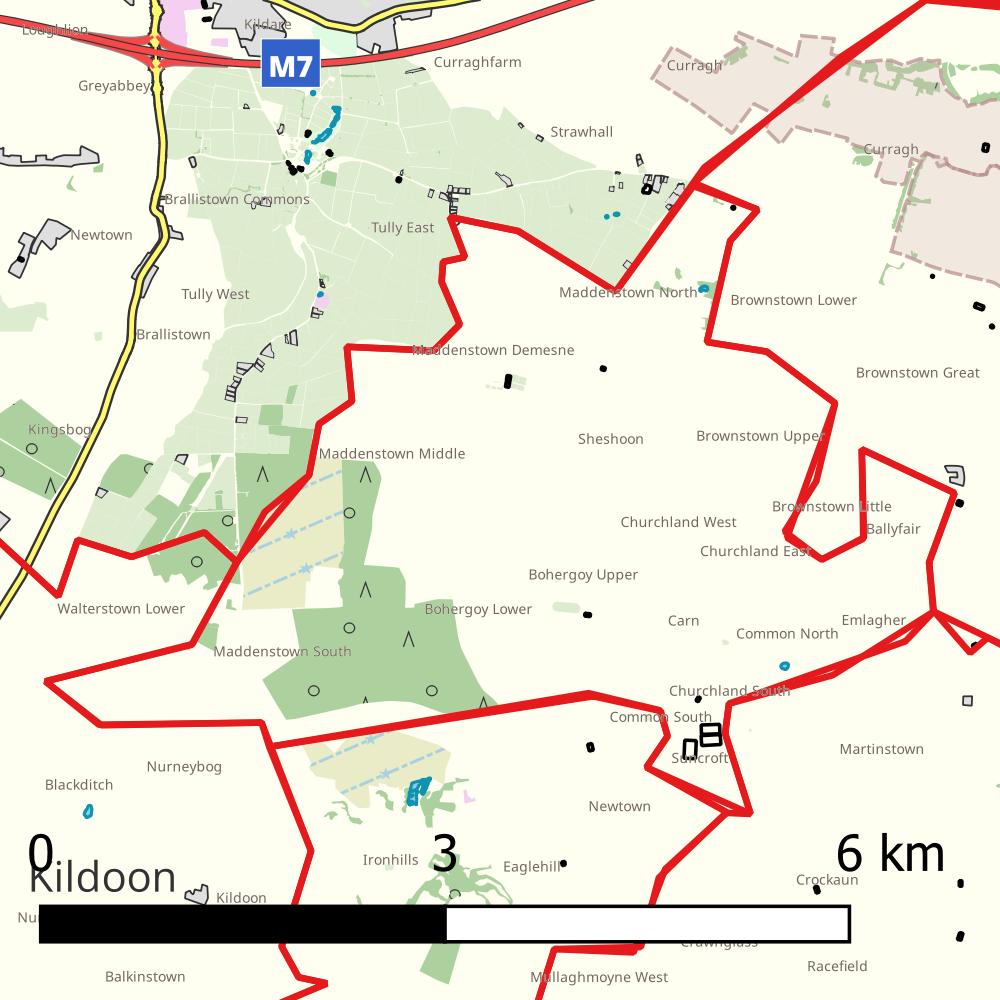 Loughlion
Kildare
M7
Curraghfarm
Curragh
Greyabbey
Strawhall
Curragh
Brallistown Commons
Tully East
Newtown
Tully West
Maddenstown North
Brownstown Lower
Brallistown
Maddenstown Demesne
Brownstown Great
Kingsbog
Sheshoon
Brownstown Upper
Maddenstown Middle
Brownstown Little
Churchland West
Ballyfair
Churchland East
Bohergoy Upper
Walterstown Lower
Bohergoy Lower
Carn
Emlagher
Common North
Maddenstown South
Churchland South
Common South
Martinstown
Suncroft
Nurneybog
Blackditch
Newtown
0 3 6 km
Ironhills
Eaglehill
Kildoon
Crockaun
Kildoon
Nu
Crawnglass
Racefield
Balkinstown
Mullaghmoyne West